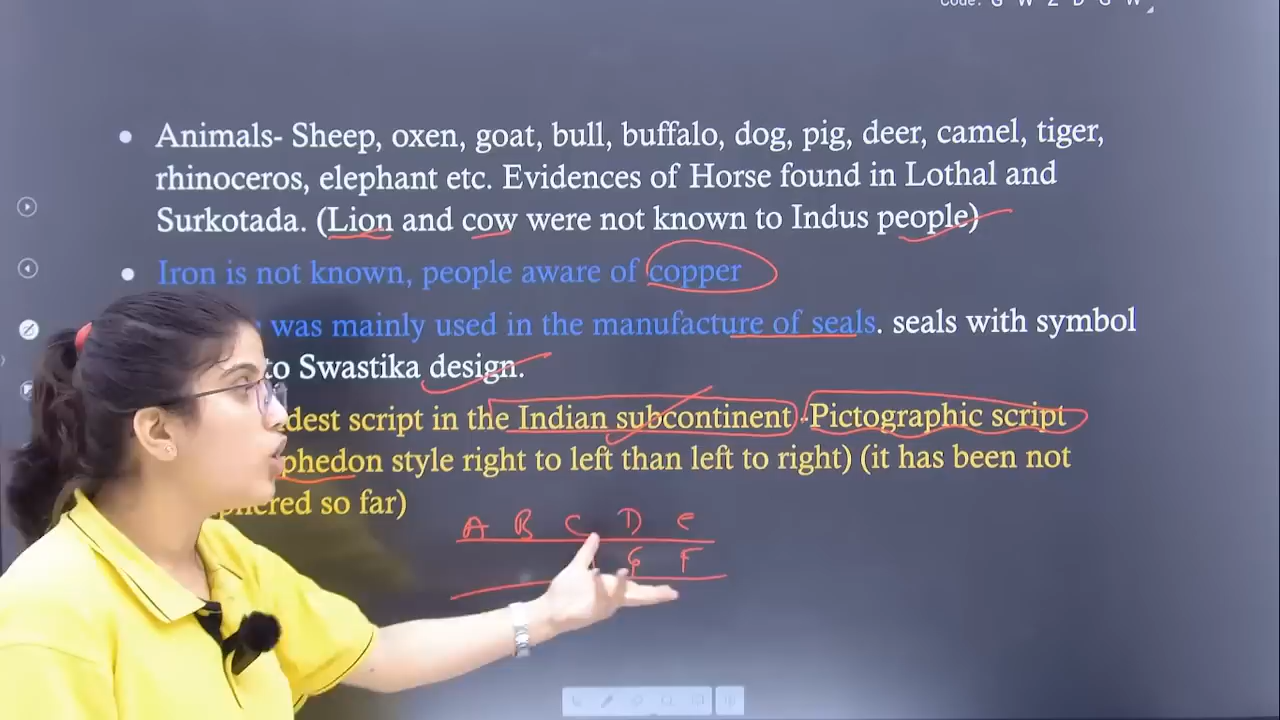 Code: G W Z D G W
Animals- Sheep, oxen, goat, bull, buffalo, dog, pig, deer, camel, tiger,
rhinoceros, elephant etc. Evidences of Horse found in Lothal and
Surkotada. (Lion and cow were not known to Indus people)
Iron is not known, people aware of copper
was mainly used in the manufacture of seals. seals with symbol
to Swastika design.
script in the Indian subcontinent - Pictographic script
style right to left than left to right) (it has been not
so far)
A B C D E
G F